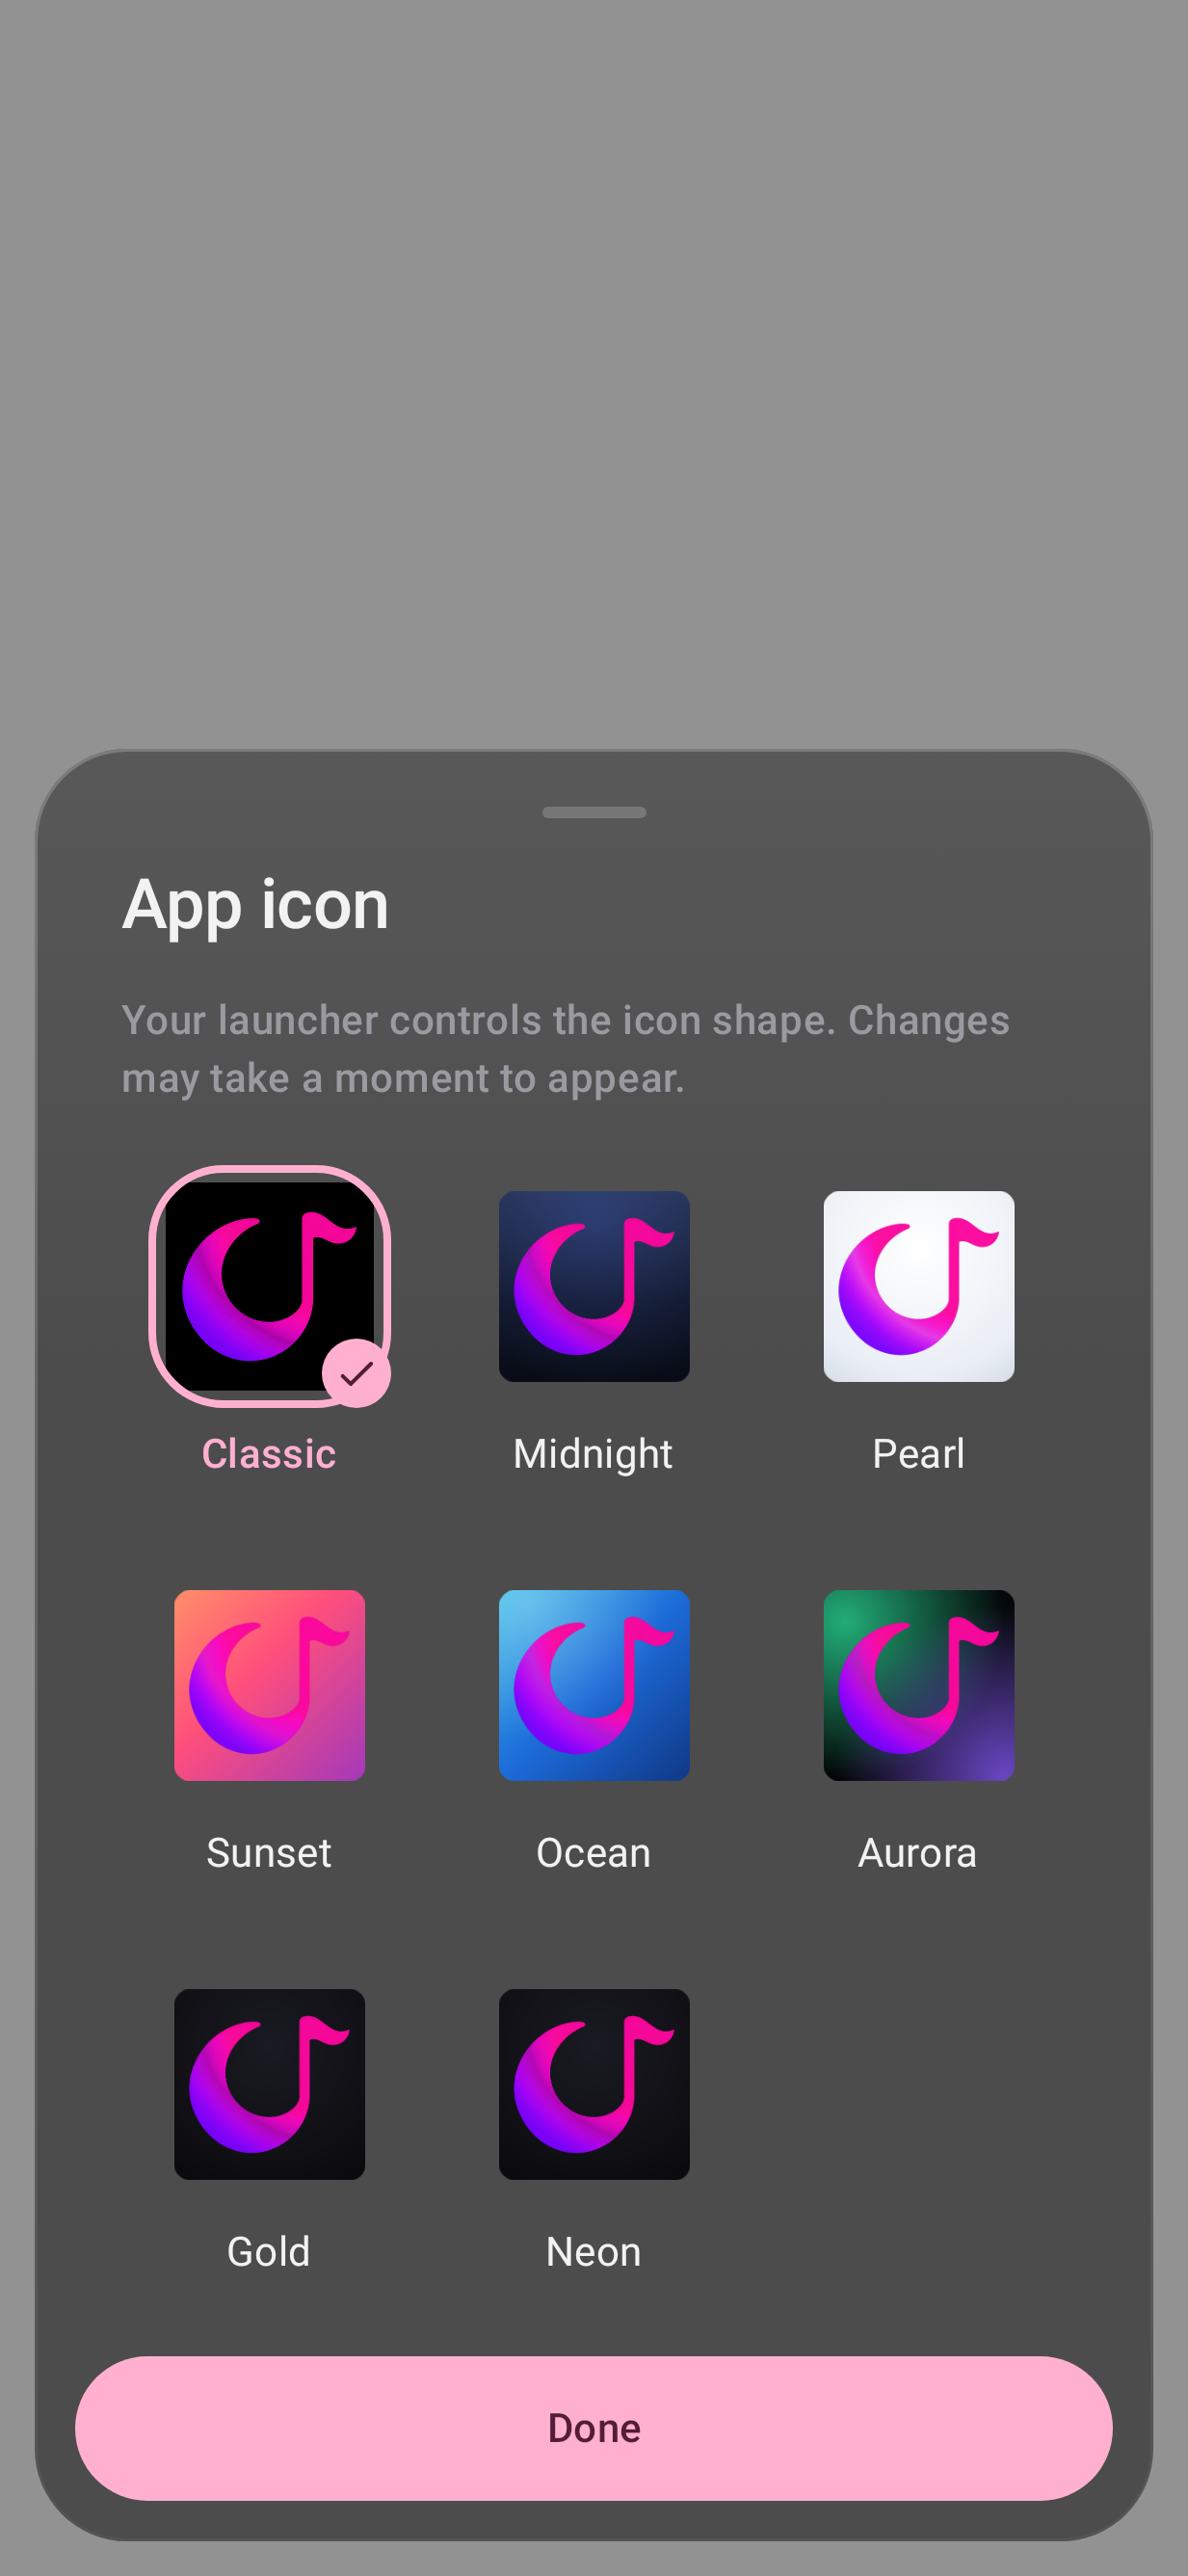 App icon
Your launcher controls the icon shape. Changes
may take a moment to appear.
Classic
Midnight
Pearl
Sunset
Ocean
Aurora
Gold
Neon
Done